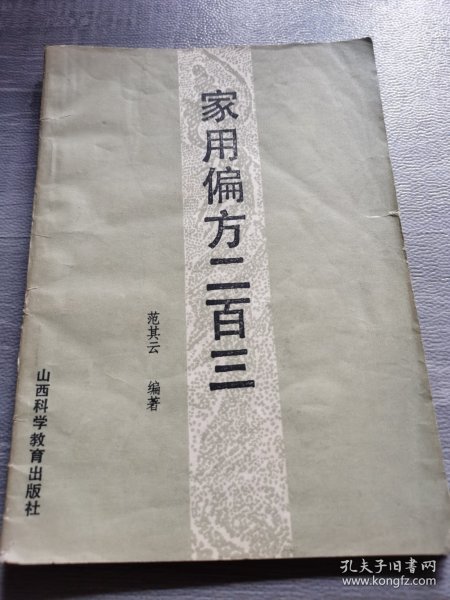 家用偏方二百三
范其云 编著
山西科学教育出版社
孔夫子旧书网
www.kongfz.com